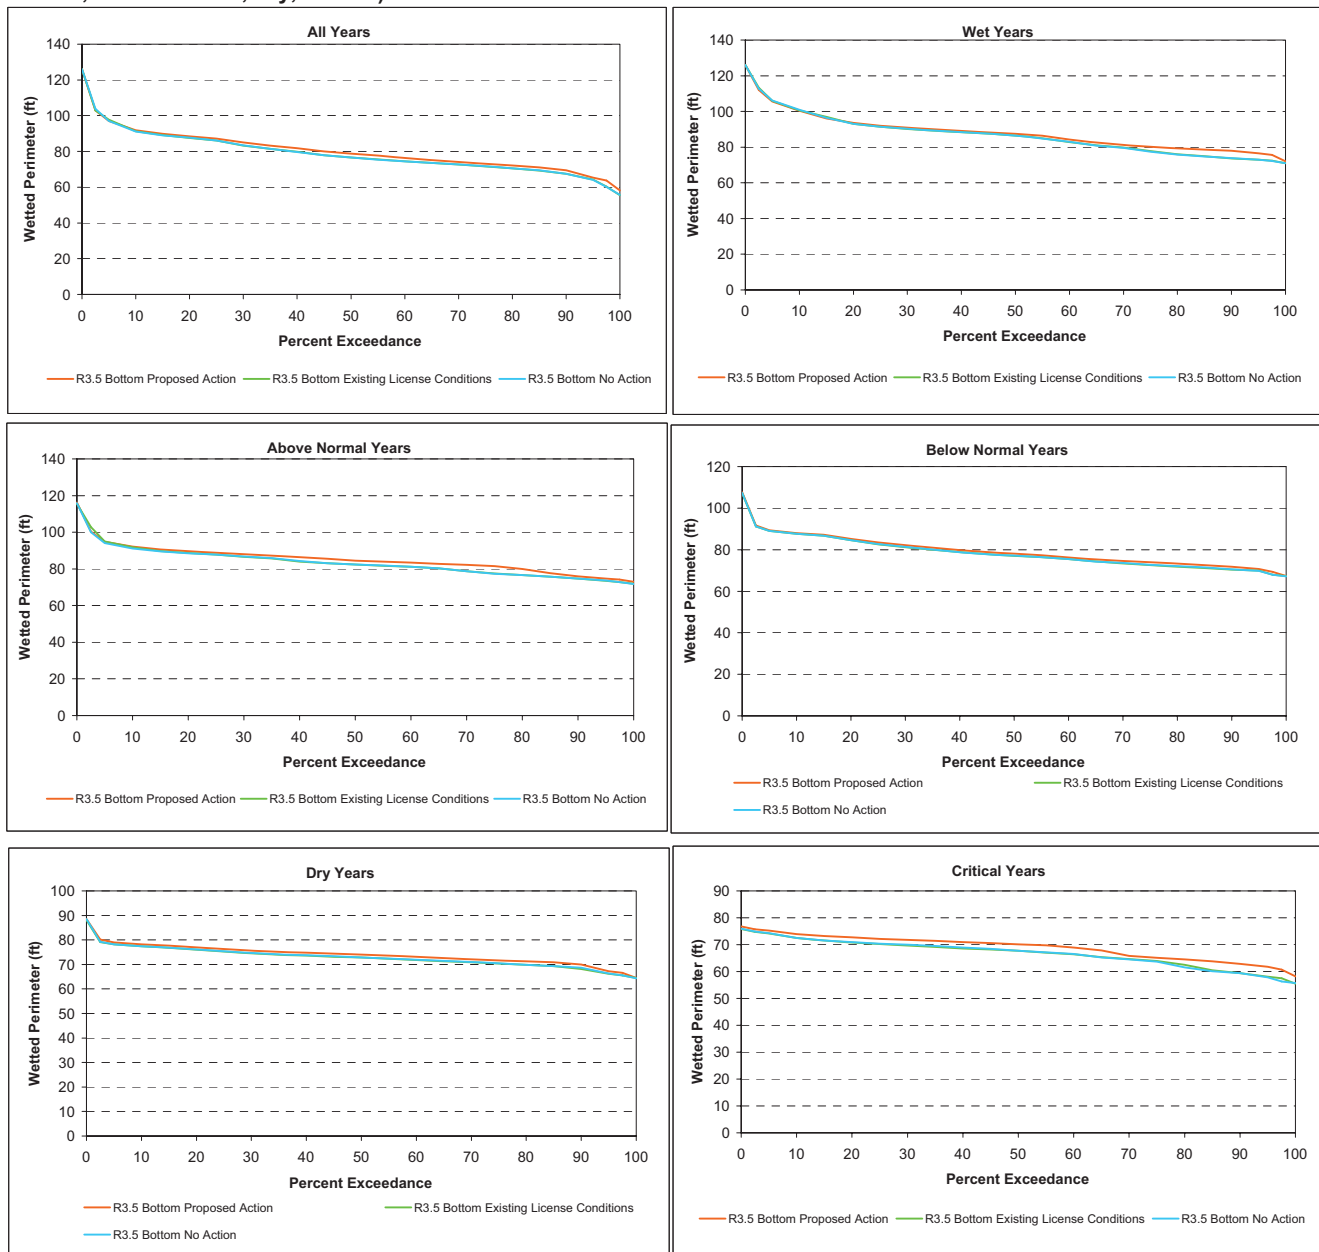 All Years
Wetted Perimeter (ft)
140
120
100
80
60
40
20
0
0 10 20 30 40 50 60 70 80 90 100
Percent Exceedance
R3.5 Bottom Proposed Action R3.5 Bottom Existing License Conditions R3.5 Bottom No Action
Wet Years
Wetted Perimeter (ft)
140
120
100
80
60
40
20
0
0 10 20 30 40 50 60 70 80 90 100
Percent Exceedance
R3.5 Bottom Proposed Action R3.5 Bottom Existing License Conditions R3.5 Bottom No Action
Above Normal Years
Wetted Perimeter (ft)
140
120
100
80
60
40
20
0
0 10 20 30 40 50 60 70 80 90 100
Percent Exceedance
R3.5 Bottom Proposed Action R3.5 Bottom Existing License Conditions R3.5 Bottom No Action
Below Normal Years
Wetted Perimeter (ft)
120
100
80
60
40
20
0
0 10 20 30 40 50 60 70 80 90 100
Percent Exceedance
R3.5 Bottom Proposed Action R3.5 Bottom Existing License Conditions
R3.5 Bottom No Action
Dry Years
Wetted Perimeter (ft)
100
90
80
70
60
50
40
30
20
10
0
0 10 20 30 40 50 60 70 80 90 100
Percent Exceedance
R3.5 Bottom Proposed Action R3.5 Bottom Existing License Conditions
R3.5 Bottom No Action
Critical Years
Wetted Perimeter (ft)
90
80
70
60
50
40
30
20
10
0
0 10 20 30 40 50 60 70 80 90 100
Percent Exceedance
R3.5 Bottom Proposed Action R3.5 Bottom Existing License Conditions R3.5 Bottom No Action